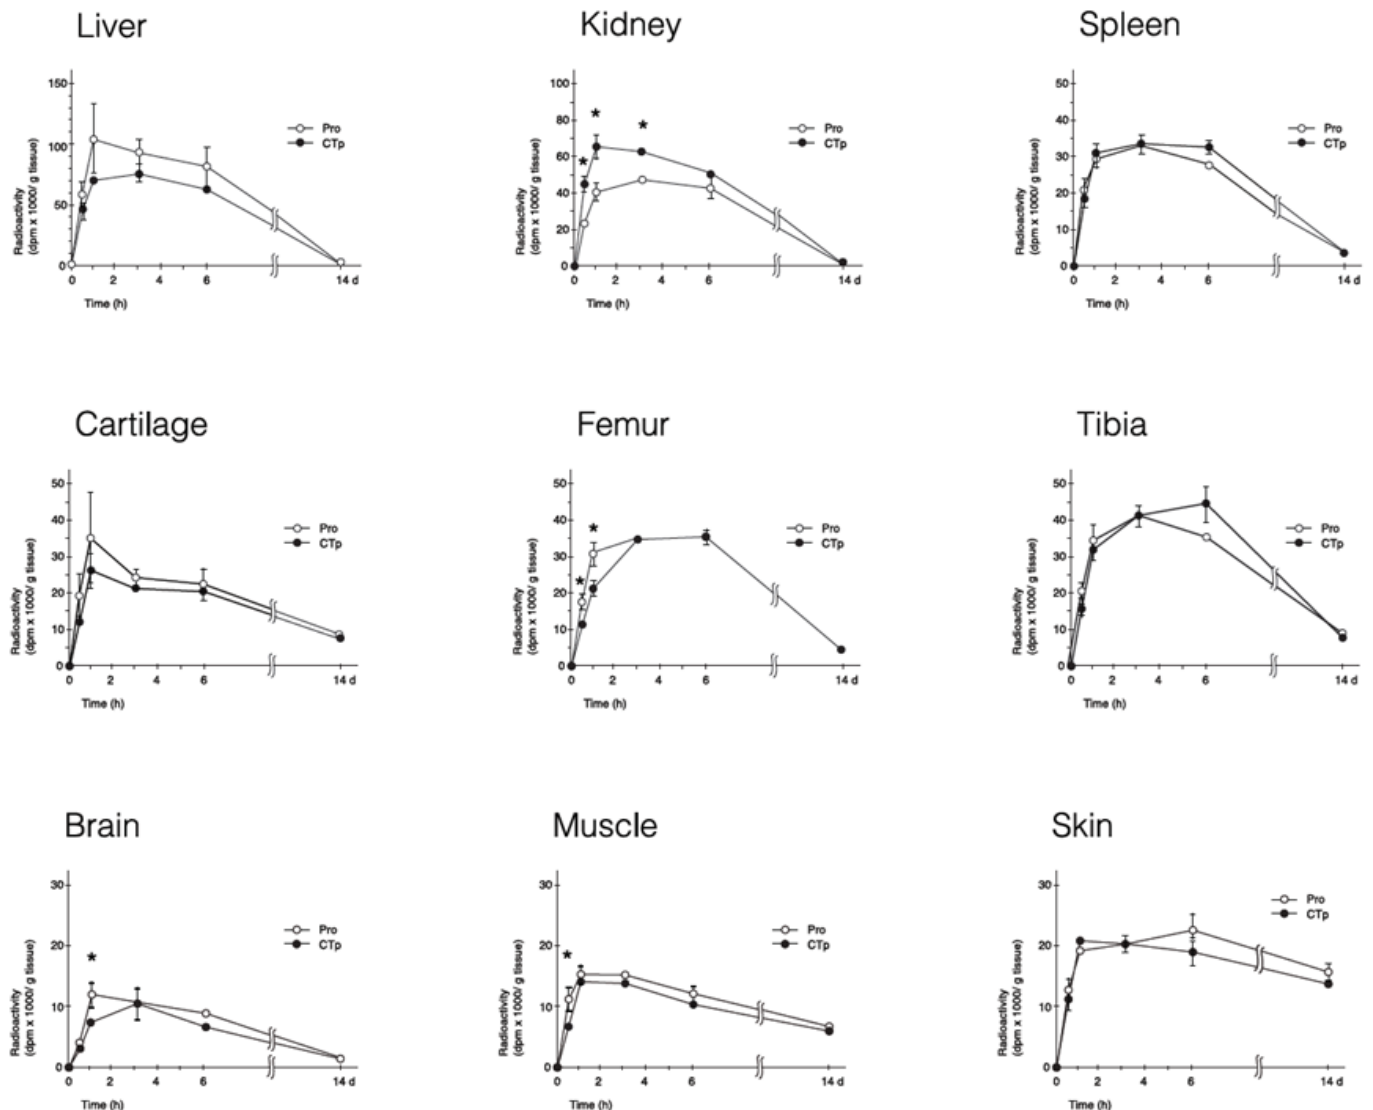 Liver
150
100
50
0
Radioactivity
(dpm x 1000/ g tissue)
Pro
CTp
0 2 4 6 14 d
Time (h)
Kidney
100
80
60
40
20
0
Radioactivity
(dpm x 1000/ g tissue)
* * *
Pro
CTp
0 2 4 6 14 d
Time (h)
Spleen
50
40
30
20
10
0
Radioactivity
(dpm x 1000/ g tissue)
Pro
CTp
0 2 4 6 14 d
Time (h)
Cartilage
50
40
30
20
10
0
Radioactivity
(dpm x 1000/ g tissue)
Pro
CTp
0 2 4 6 14 d
Time (h)
Femur
50
40
30
20
10
0
Radioactivity
(dpm x 1000/ g tissue)
* *
Pro
CTp
0 2 4 6 14 d
Time (h)
Tibia
50
40
30
20
10
0
Radioactivity
(dpm x 1000/ g tissue)
Pro
CTp
0 2 4 6 14 d
Time (h)
Brain
30
20
10
0
Radioactivity
(dpm x 1000/ g tissue)
*
Pro
CTp
0 2 4 6 14 d
Time (h)
Muscle
30
20
10
0
Radioactivity
(dpm x 1000/ g tissue)
*
Pro
CTp
0 2 4 6 14 d
Time (h)
Skin
30
20
10
0
Radioactivity
(dpm x 1000/ g tissue)
Pro
CTp
0 2 4 6 14 d
Time (h)